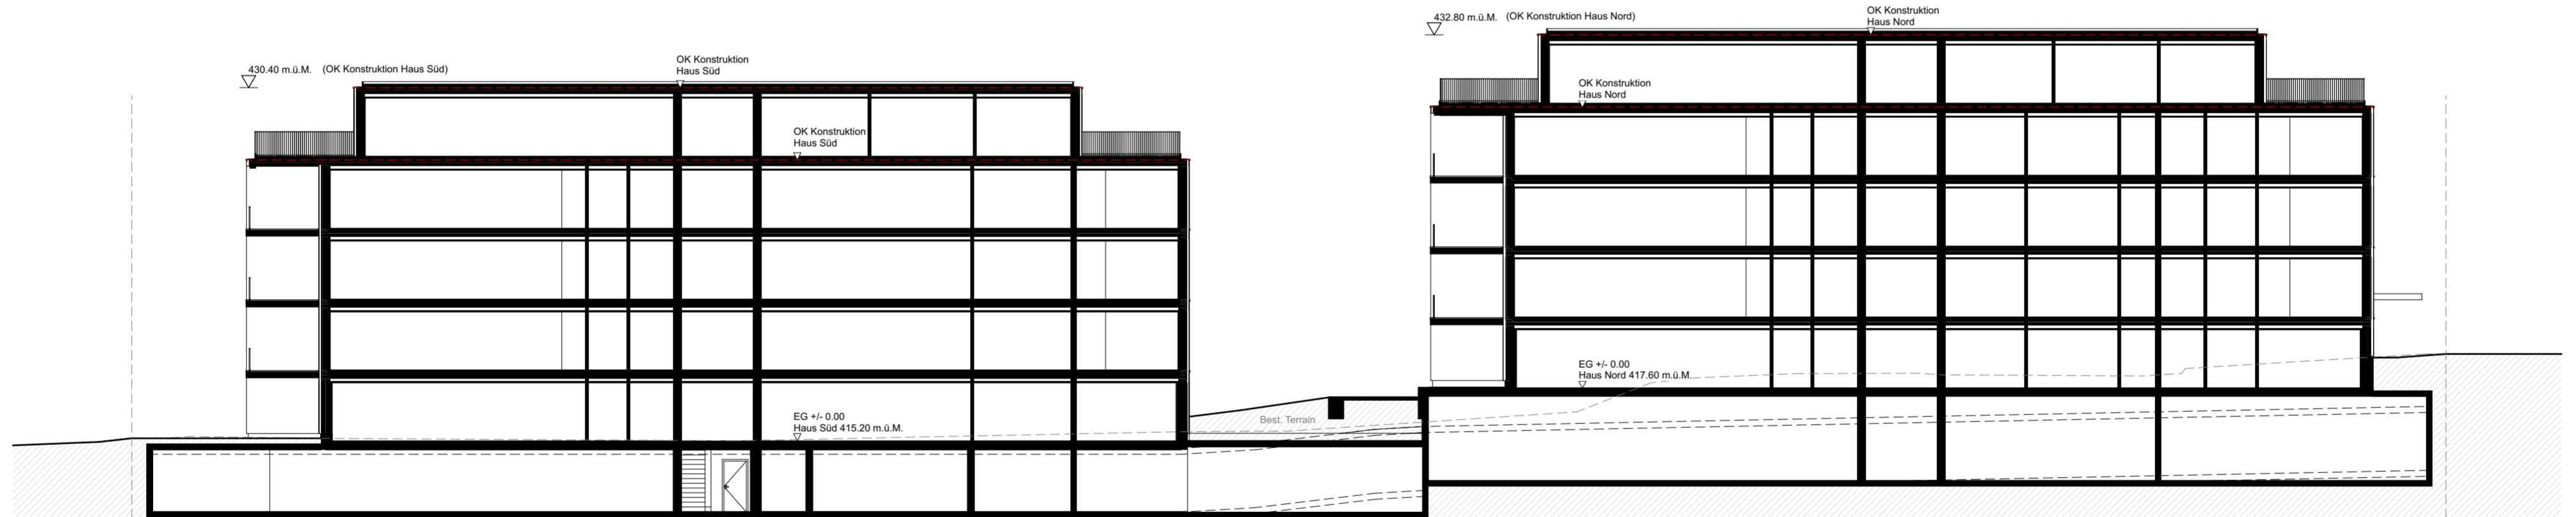 430.40 m.ü.M. (OK Konstruktion Haus Süd)
OK Konstruktion
Haus Süd
OK Konstruktion
Haus Süd
EG +/- 0.00
Haus Süd 415.20 m.ü.M.
Best. Terrain
432.80 m.ü.M. (OK Konstruktion Haus Nord)
OK Konstruktion
Haus Nord
OK Konstruktion
Haus Nord
EG +/- 0.00
Haus Nord 417.60 m.ü.M.